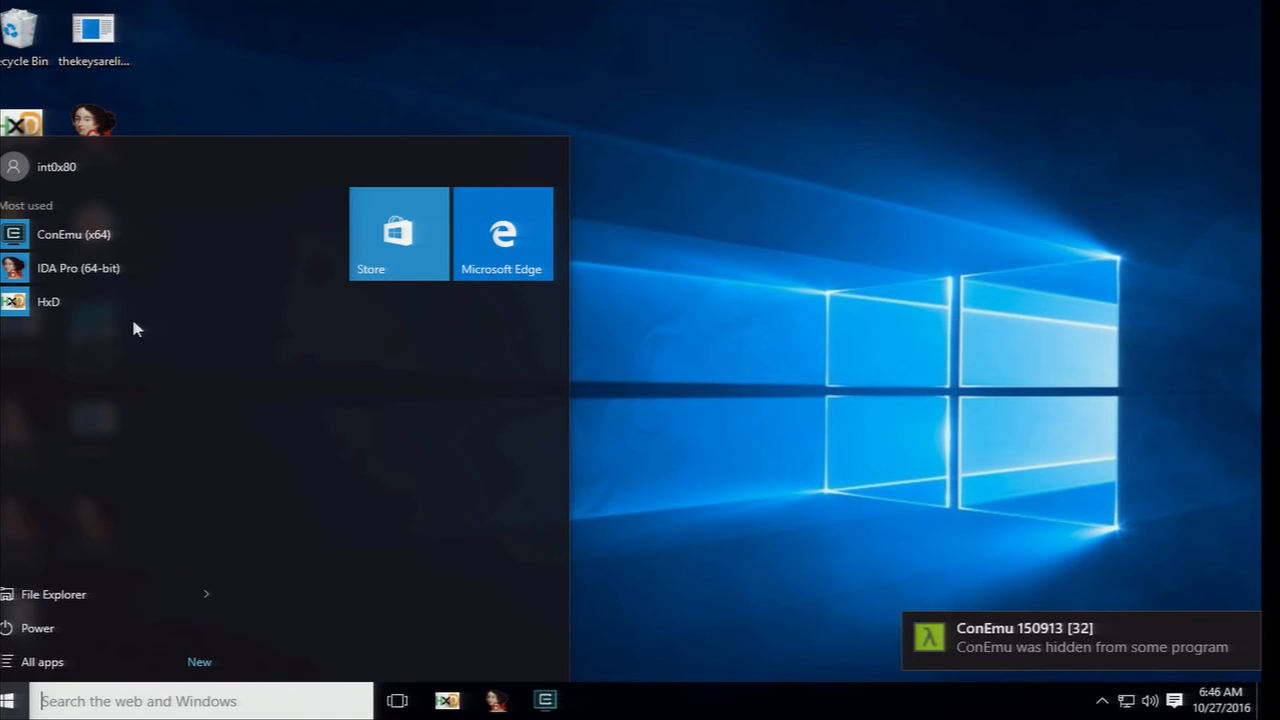 ecycle Bin
thekeysareli...
HXD
int0x80
Most used
ConEmu (x64)
IDA Pro (64-bit)
HxD
Store
Microsoft Edge
File Explorer
Power
All apps
New
ConEmu 150913 [32]
ConEmu was hidden from some program
Search the web and Windows
6:46 AM
10/27/2016